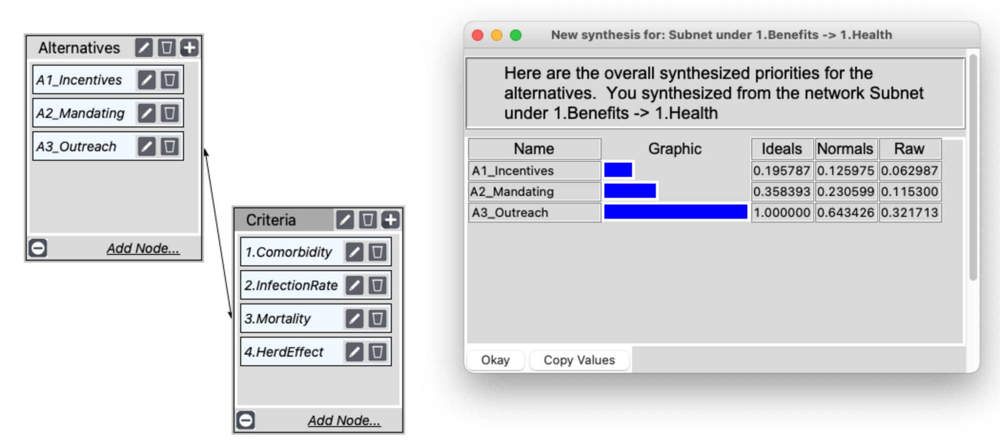 Alternatives
A1_Incentives
A2_Mandating
A3_Outreach
Add Node...
Criteria
1.Comorbidity
2.InfectionRate
3.Mortality
4.HerdEffect
Add Node...
New synthesis for: Subnet under 1.Benefits -> 1.Health
Here are the overall synthesized priorities for the
alternatives.  You synthesized from the network Subnet
under 1.Benefits -> 1.Health
Name Graphic Ideals Normals Raw
A1_Incentives 0.195787 0.125975 0.062987
A2_Mandating 0.358393 0.230599 0.115300
A3_Outreach 1.000000 0.643426 0.321713
Okay Copy Values